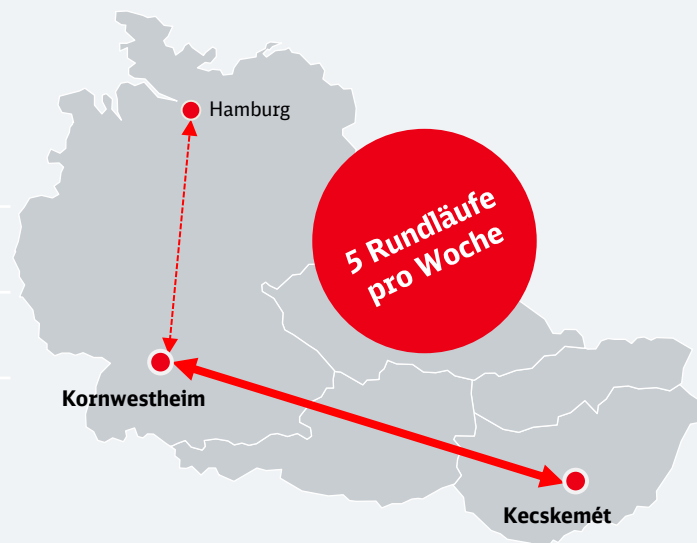 Hamburg
5 Rundläufe
pro Woche
Kornwestheim
Kecskemét